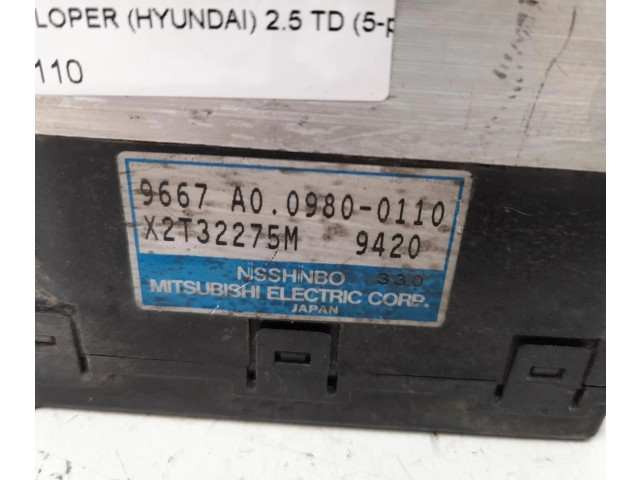 LOPER (HYUNDAI) 2.5 TD (5-p
110
9667 A0.0980-0110
X2T32275M 9420
NISSHINBO 330
MITSUBISHI ELECTRIC CORP.
JAPAN